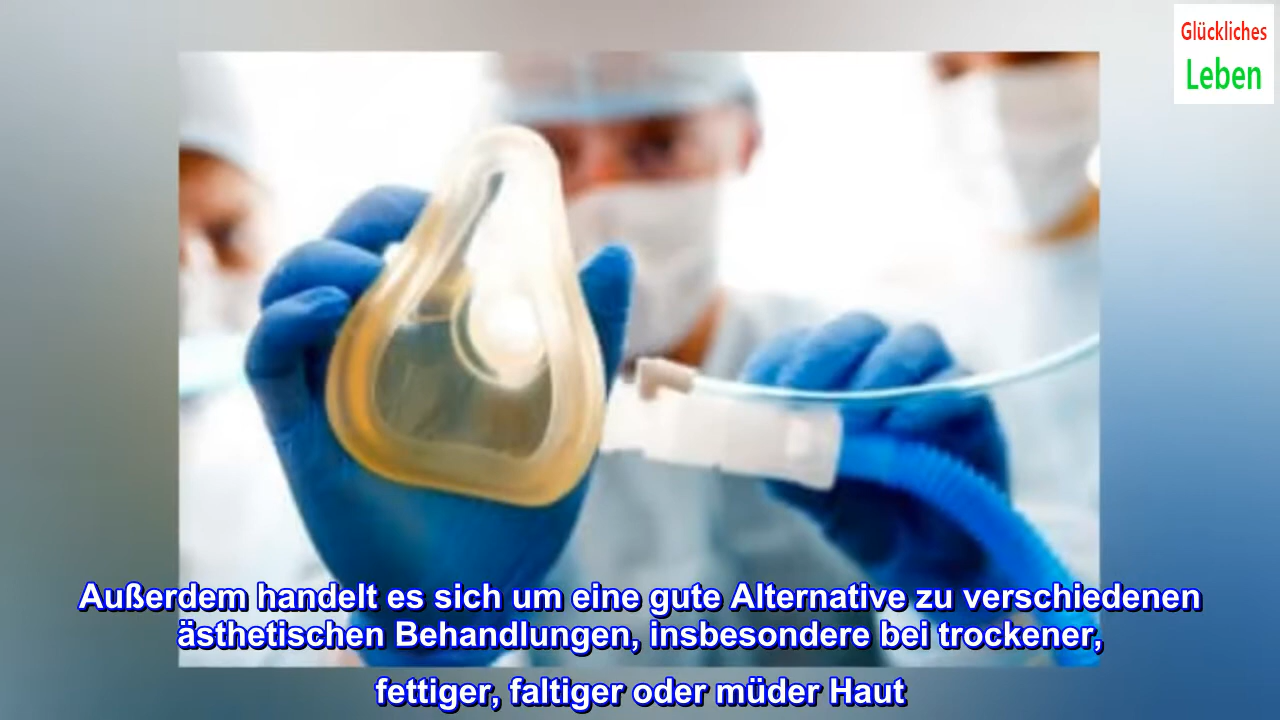 Glückliches
Leben
Außerdem handelt es sich um eine gute Alternative zu verschiedenen
ästhetischen Behandlungen, insbesondere bei trockener,
fettiger, faltiger oder müder Haut